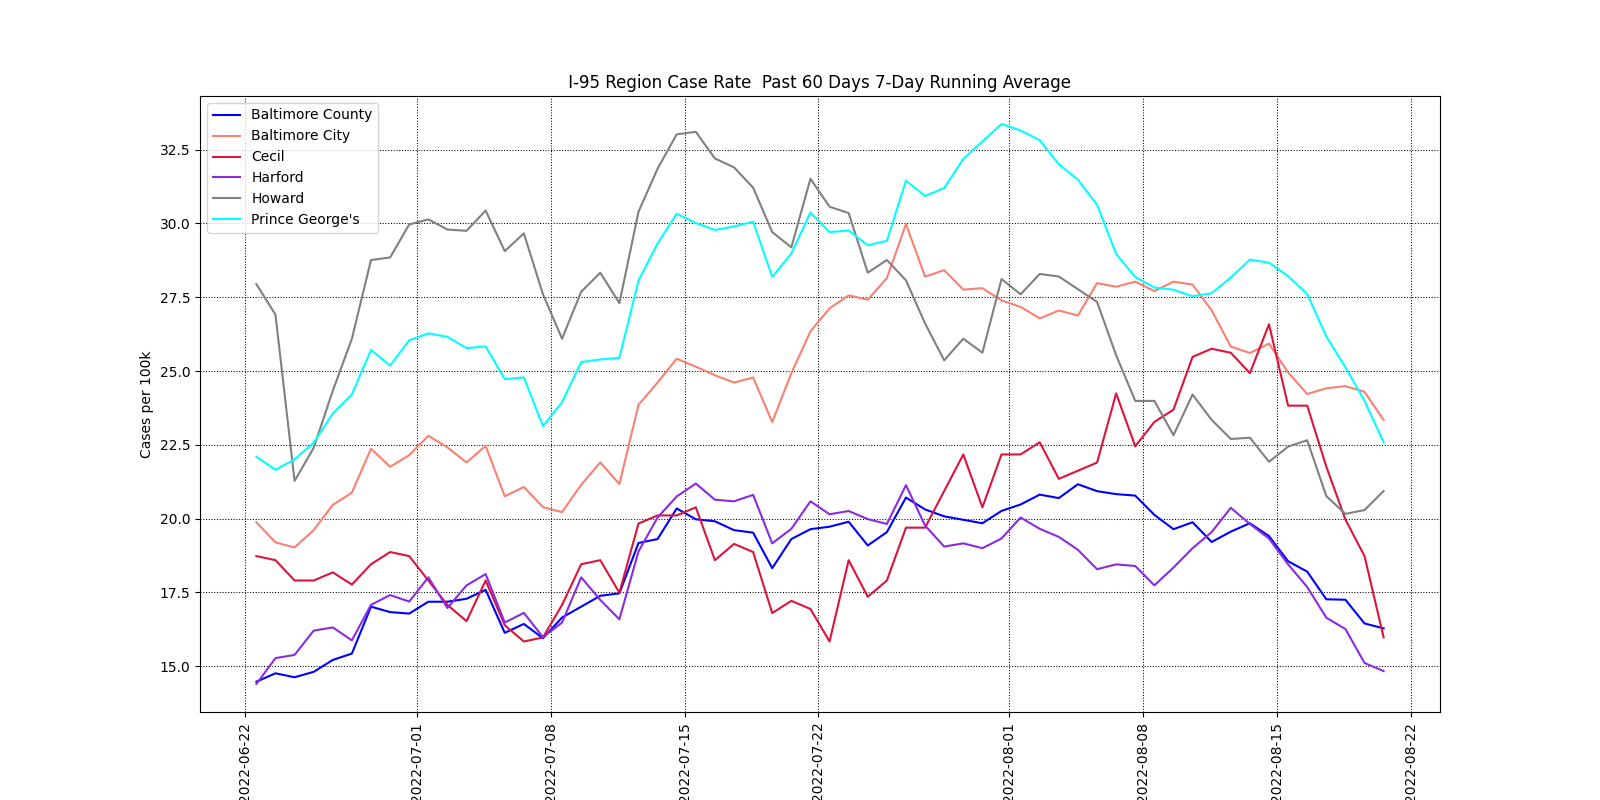 I-95 Region Case Rate  Past 60 Days 7-Day Running Average
Baltimore County
Baltimore City
Cecil
Harford
Howard
Prince George's
Cases per 100k
32.5
30.0
27.5
25.0
22.5
20.0
17.5
15.0
2022-06-22
2022-07-01
2022-07-08
2022-07-15
2022-07-22
2022-08-01
2022-08-08
2022-08-15
2022-08-22